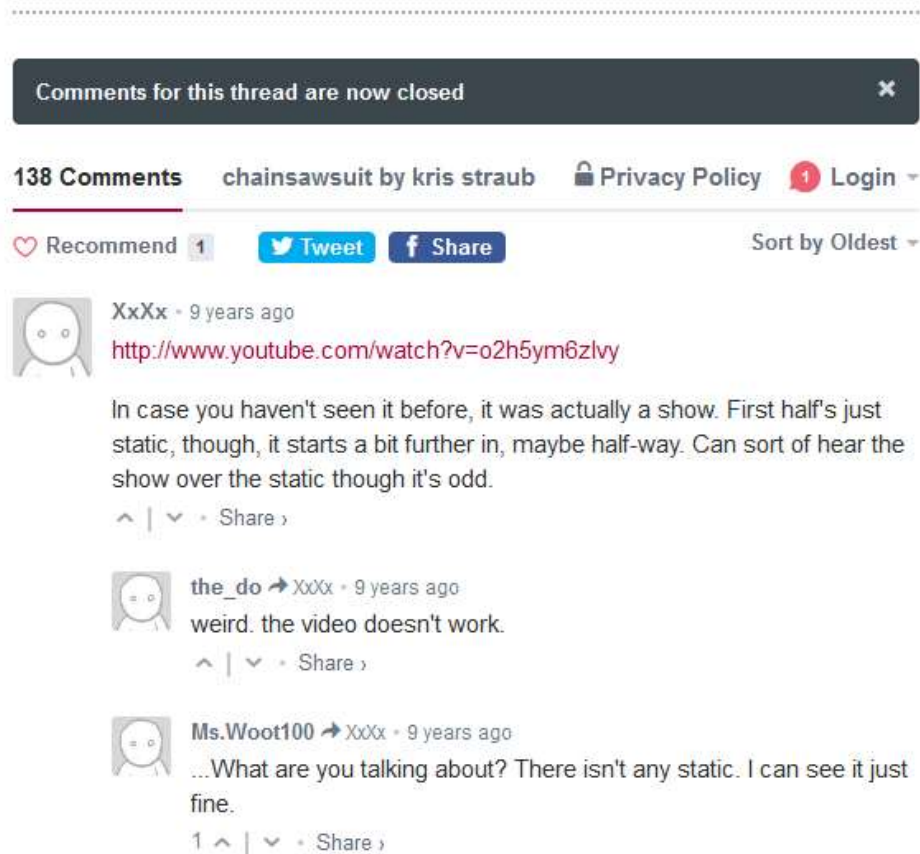 Comments for this thread are now closed ×
138 Comments chainsawsuit by kris straub Privacy Policy 1 Login
Recommend 1 Tweet f Share Sort by Oldest
XxXx • 9 years ago
http://www.youtube.com/watch?v=o2h5ym6zlvy
In case you haven't seen it before, it was actually a show. First half's just
static, though, it starts a bit further in, maybe half-way. Can sort of hear the
show over the static though it's odd.
Share ›
the_do XxXx • 9 years ago
weird. the video doesn't work.
Share ›
Ms.Woot100 XxXx • 9 years ago
...What are you talking about? There isn't any static. I can see it just
fine.
1 Share ›